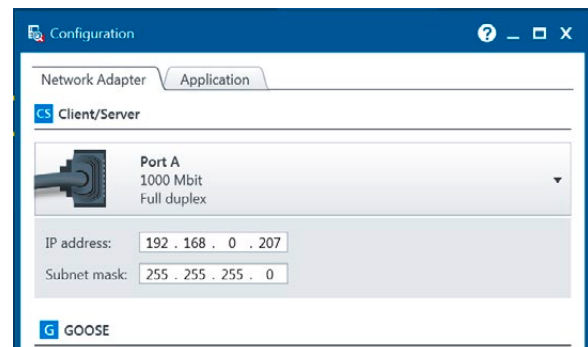 Configuration
Network Adapter Application
CS Client/Server
Port A
1000 Mbit
Full duplex
IP address: 192 . 168 . 0 . 207
Subnet mask: 255 . 255 . 255 . 0
G GOOSE